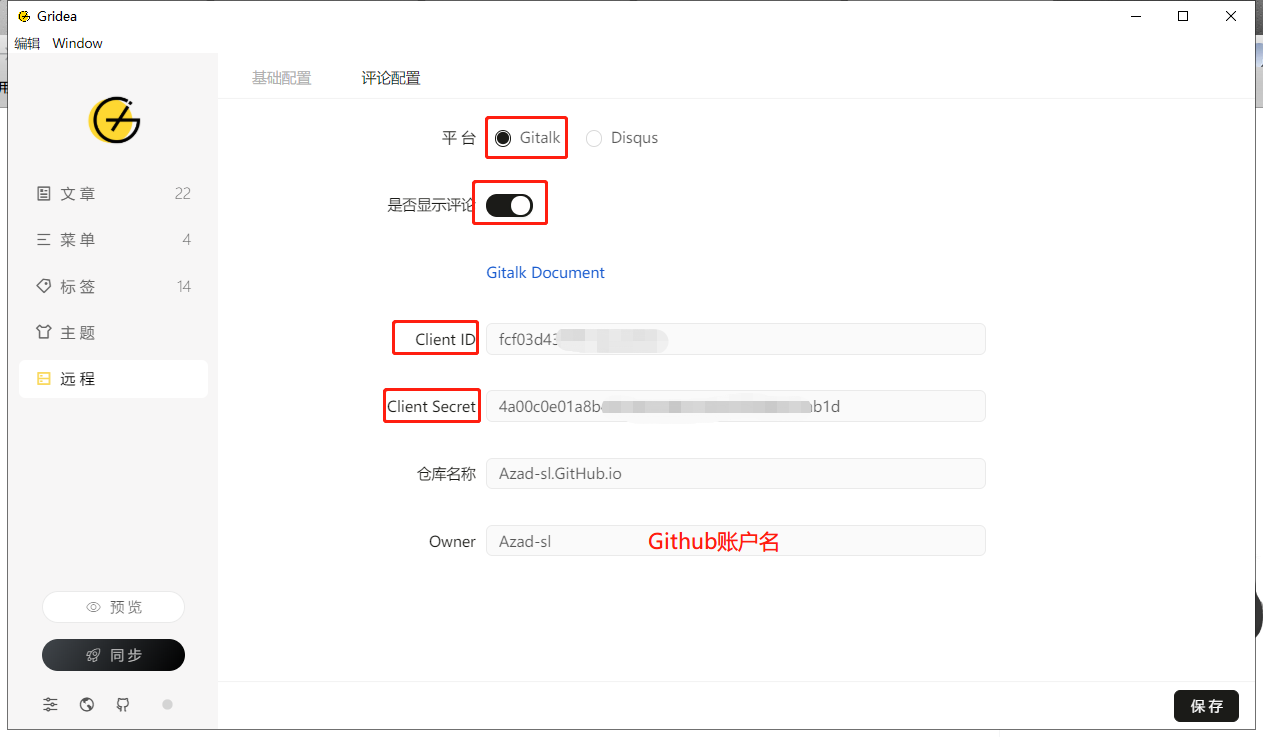 Gridea
编辑 Window
基础配置 评论配置
平台 Gitalk Disqus
文章 22
是否显示评论
菜单 4
Gitalk Document
标签 14
主题
Client ID fcf03d43
远程
Client Secret 4a00c0e01a8b b1d
仓库名称 Azad-sl.GitHub.io
Owner Azad-sl Github账户名
预览
同步
保存